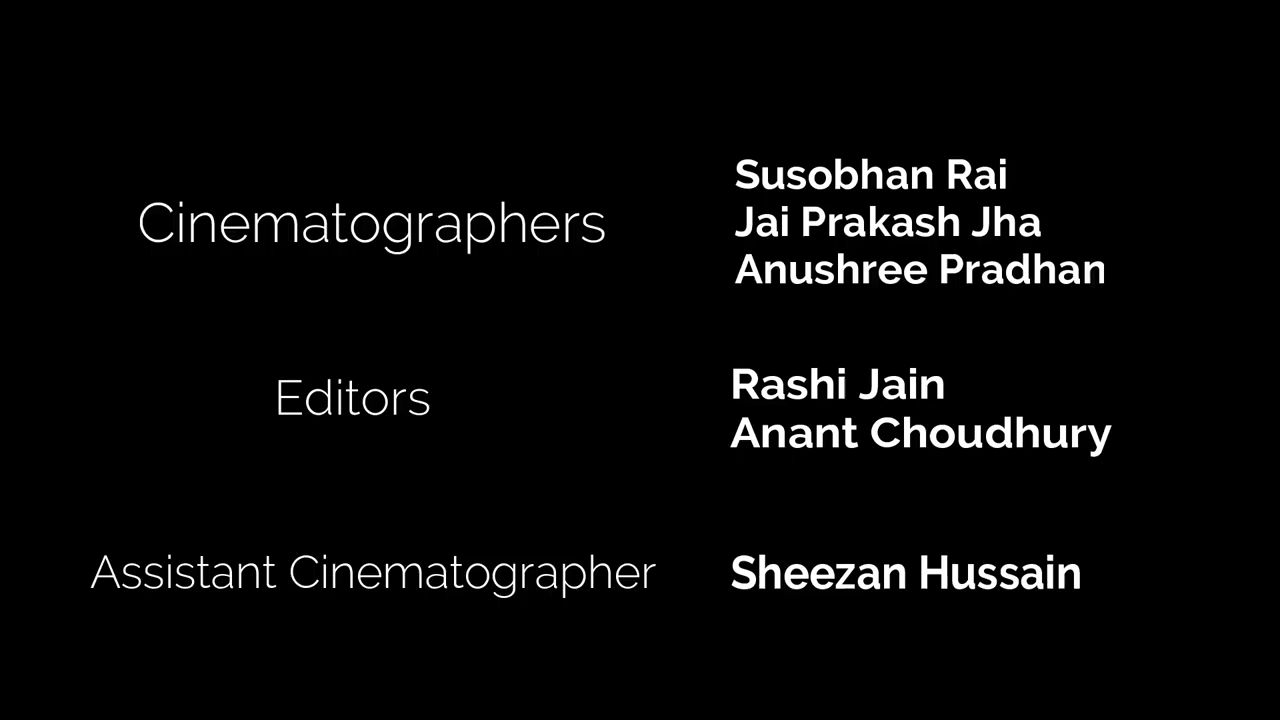 Cinematographers
Susobhan Rai
Jai Prakash Jha
Anushree Pradhan
Editors
Rashi Jain
Anant Choudhury
Assistant Cinematographer
Sheezan Hussain